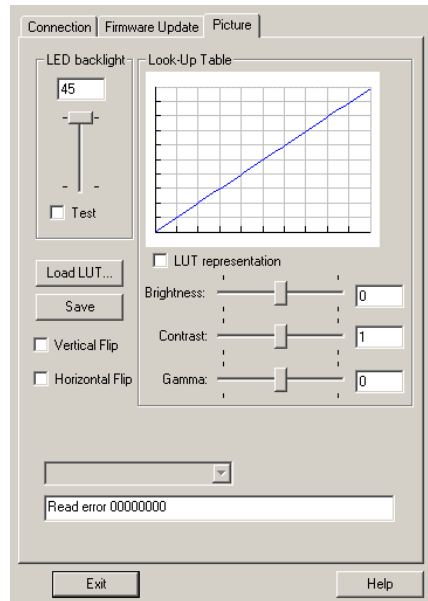 Connection Firmware Update Picture
LED backlight
45
Test
Load LUT...
Save
Vertical Flip
Horizontal Flip
Look-Up Table
LUT representation
Brightness: 0
Contrast: 1
Gamma: 0
Read error 00000000
Exit Help